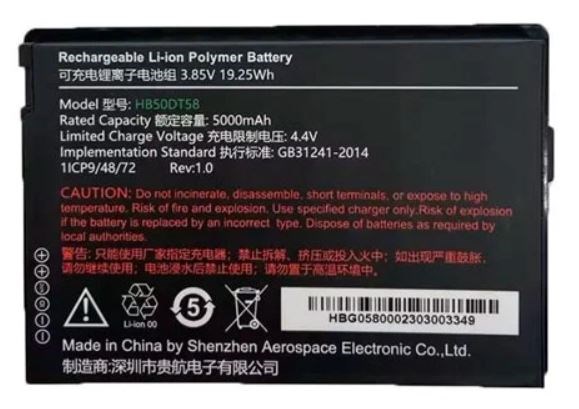 Rechargeable Li-ion Polymer Battery
可充电锂离子电池组 3.85V 19.25Wh
Model 型号: HB50DT58
Rated Capacity 额定容量: 5000mAh
Limited Charge Voltage 充电限制电压: 4.4V
Implementation Standard 执行标准: GB31241-2014
1ICP9/48/72 Rev:1.0
CAUTION: Do not incinerate, disassemble, short terminals, or expose to high
temperature. Risk of fire and explosion. Use specified charger only.Risk of explosion
if the battery is replaced by an incorrect type. Dispose of batteries as required by
local authorities.
警告: 只能使用厂家指定充电器; 禁止拆解、挤压或投入火中; 如出现严重鼓胀,
请勿继续使用; 电池浸水后禁止使用; 请勿置于高温环境中。
5
Li-ion 00
HBG0580002303003349
Made in China by Shenzhen Aerospace Electronic Co.,Ltd.
制造商:深圳市贵航电子有限公司